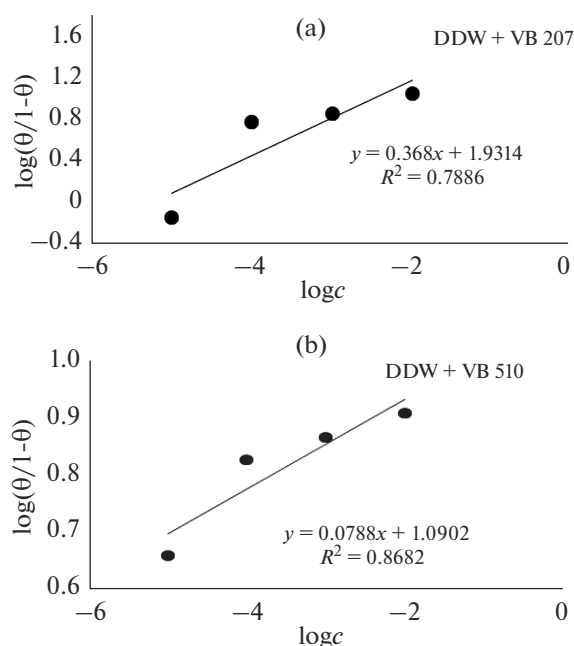 (a)
DDW + VB 207
1.6
1.2
0.8
0.4
0
−0.4
log(θ/1-θ)
y = 0.368x + 1.9314
R² = 0.7886
−6 −4 −2 0
logc
(b)
DDW + VB 510
1.0
0.9
0.8
0.7
0.6
log(θ/1-θ)
y = 0.0788x + 1.0902
R² = 0.8682
−6 −4 −2 0
logc